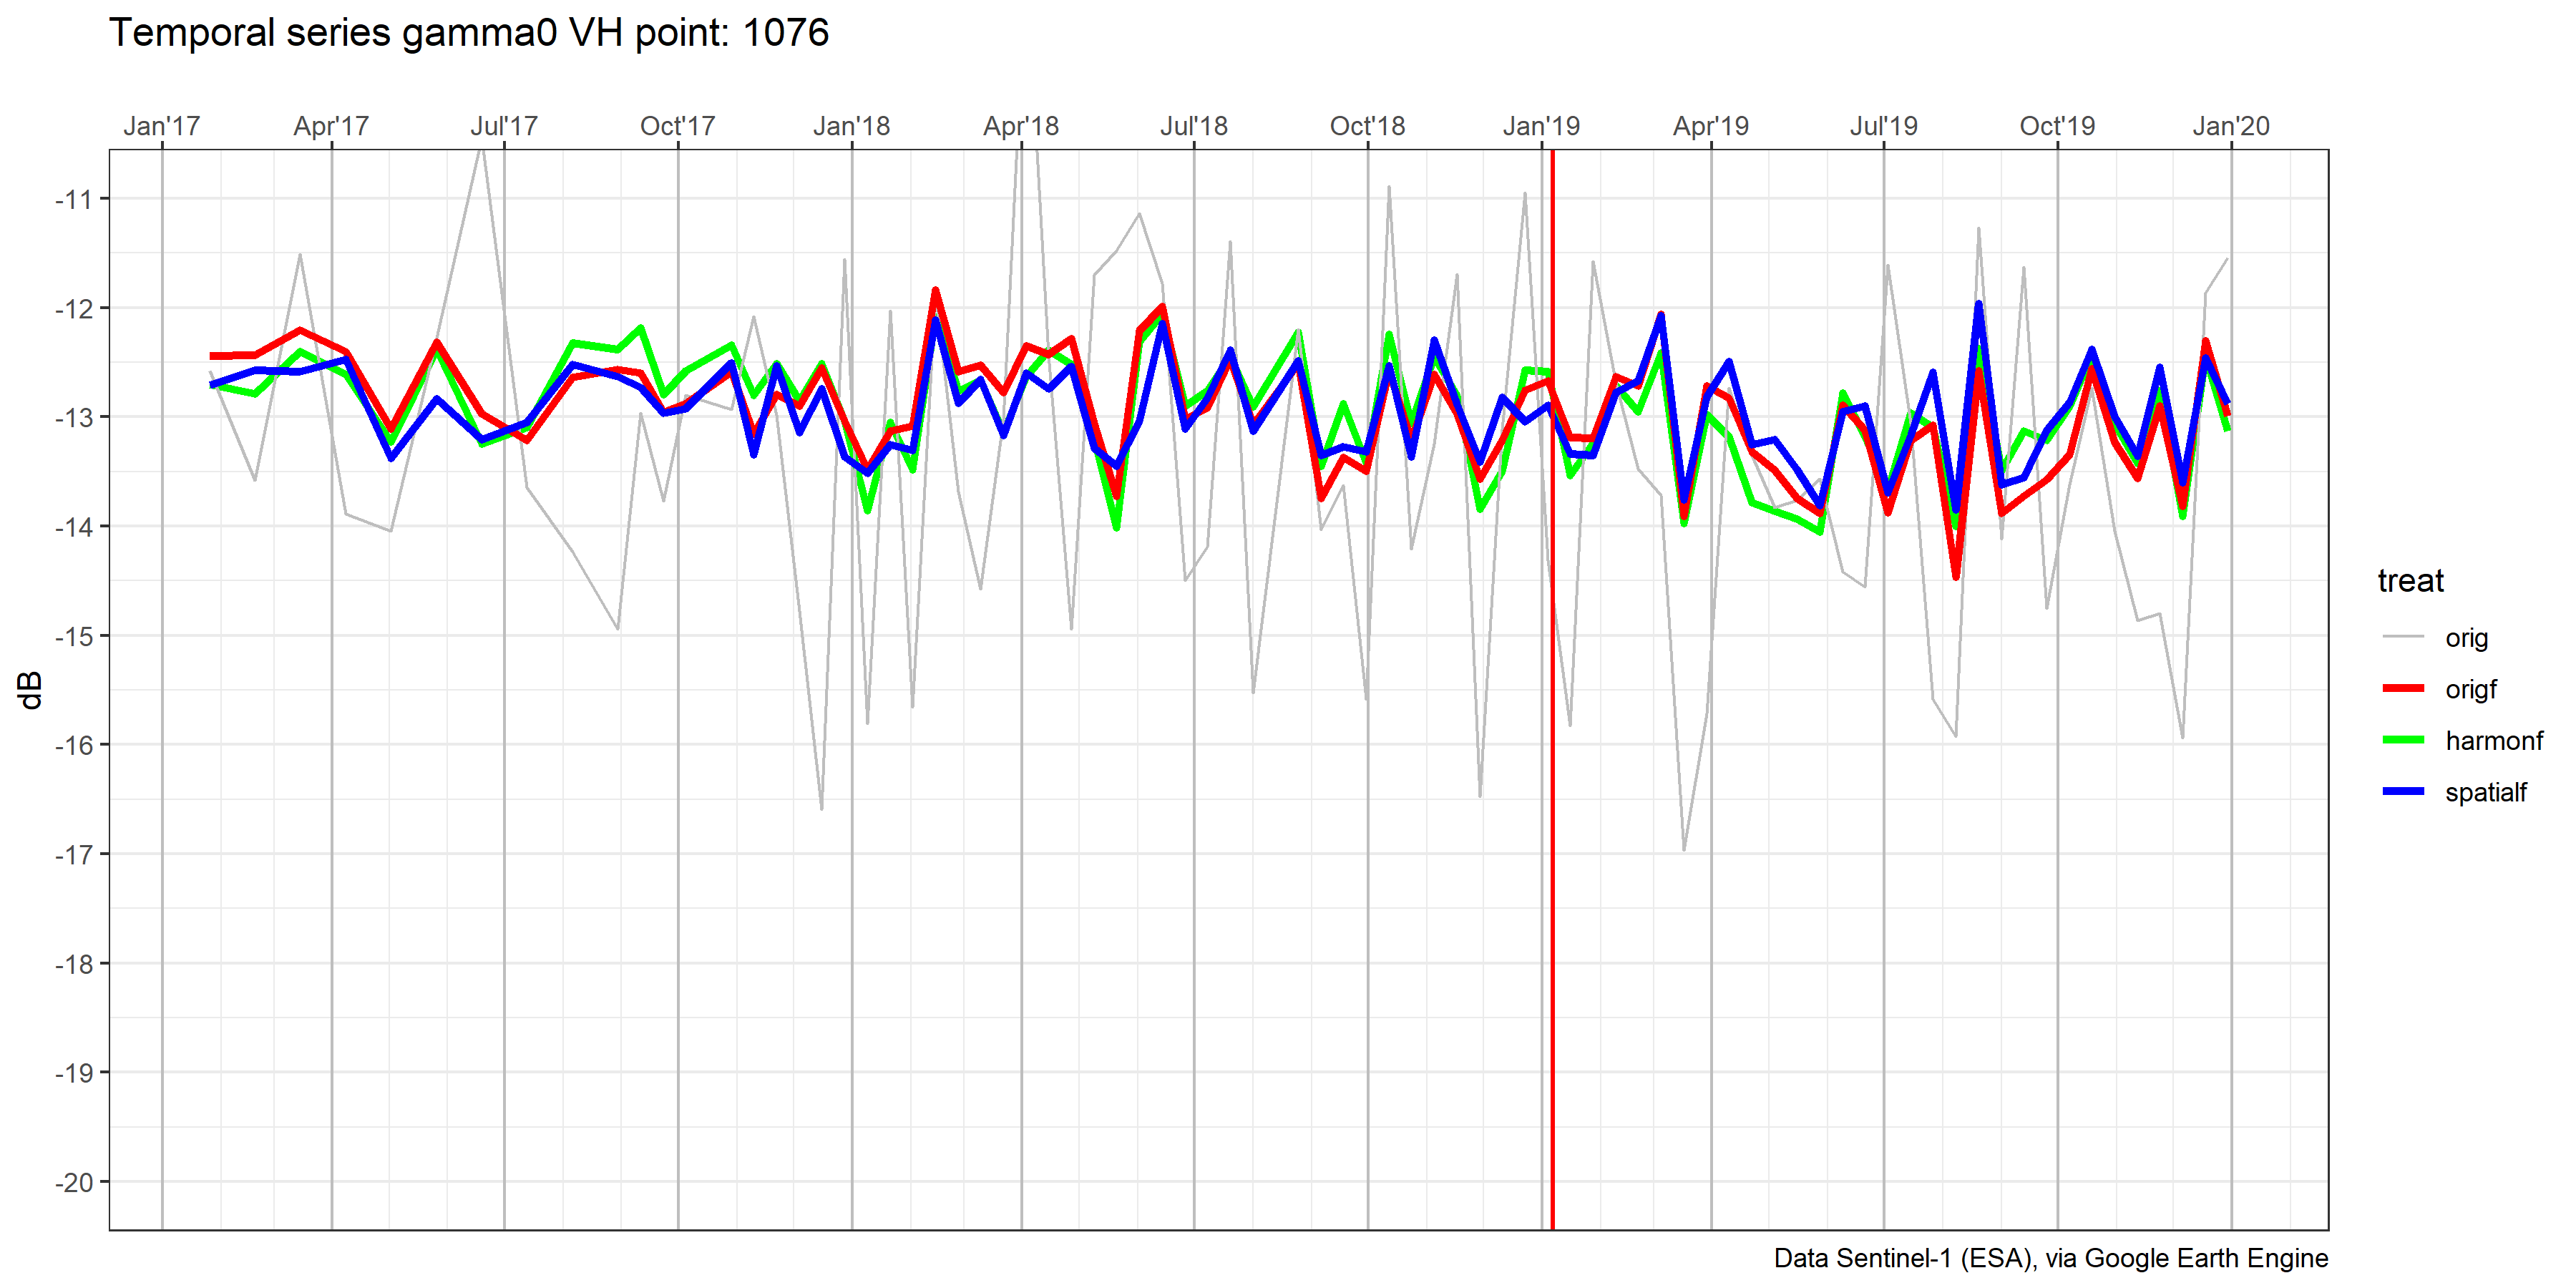 Temporal series gamma0 VH point: 1076
Jan'17 Apr'17 Jul'17 Oct'17 Jan'18 Apr'18 Jul'18 Oct'18 Jan'19 Apr'19 Jul'19 Oct'19 Jan'20
-11
-12
-13
-14
-15
-16
-17
-18
-19
-20
dB
treat
orig
origf
harmonf
spatialf
Data Sentinel-1 (ESA), via Google Earth Engine